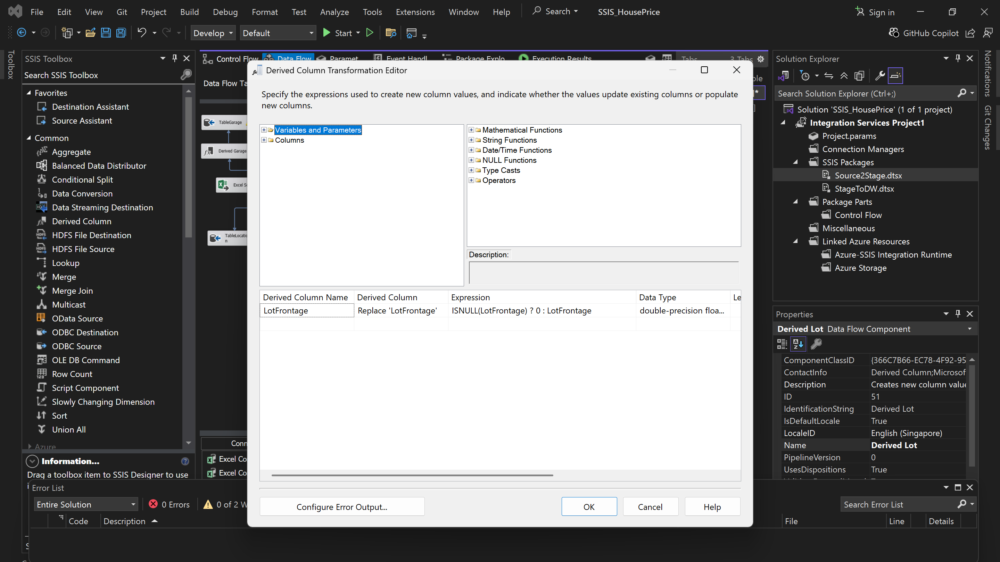 File Edit View Git Project Build Debug Format Test Analyze Tools Extensions Window Help Search SSIS_HousePrice Sign in
Develop Default Start GitHub Copilot
Toolbox
SSIS Toolbox
Search SSIS Toolbox
Favorites
Destination Assistant
Source Assistant
Common
Aggregate
Balanced Data Distributor
Conditional Split
Data Conversion
Data Streaming Destination
Derived Column
HDFS File Destination
HDFS File Source
Lookup
Merge
Merge Join
Multicast
OData Source
ODBC Destination
ODBC Source
OLE DB Command
Row Count
Script Component
Slowly Changing Dimension
Sort
Union All
Azure
Information...
Drag a toolbox item to SSIS Designer to use
Control Flow Data Flow Paramet Event Handl Package Explo Execution Results Tabs 3 Tabs
Data Flow Ta
TableGarage
Derived Garage
Excel So
TableLocatio
n
Conn
Excel Co
Excel Co
Derived Column Transformation Editor
Specify the expressions used to create new column values, and indicate whether the values update existing columns or populate
new columns.
Variables and Parameters
Columns
Mathematical Functions
String Functions
Date/Time Functions
NULL Functions
Type Casts
Operators
Description:
Derived Column Name Derived Column Expression Data Type Le
LotFrontage Replace 'LotFrontage' ISNULL(LotFrontage) ? 0 : LotFrontage double-precision floa...
Configure Error Output... OK Cancel Help
Solution Explorer
Search Solution Explorer (Ctrl+;)
Solution 'SSIS_HousePrice' (1 of 1 project)
Integration Services Project1
Project.params
Connection Managers
SSIS Packages
Source2Stage.dtsx
StageToDW.dtsx
Package Parts
Control Flow
Miscellaneous
Linked Azure Resources
Azure-SSIS Integration Runtime
Azure Storage
Notifications
Git Changes
Properties
Derived Lot Data Flow Component
ComponentClassID {366C7B66-EC78-4F92-95
ContactInfo Derived Column;Microsof
Description Creates new column value
ID 51
IdentificationString Derived Lot
IsDefaultLocale True
LocaleID English (Singapore)
Name Derived Lot
PipelineVersion 0
UsesDispositions True
Error List
Entire Solution 0 Errors 0 of 2 W Search Error List
Code Description File Line Details